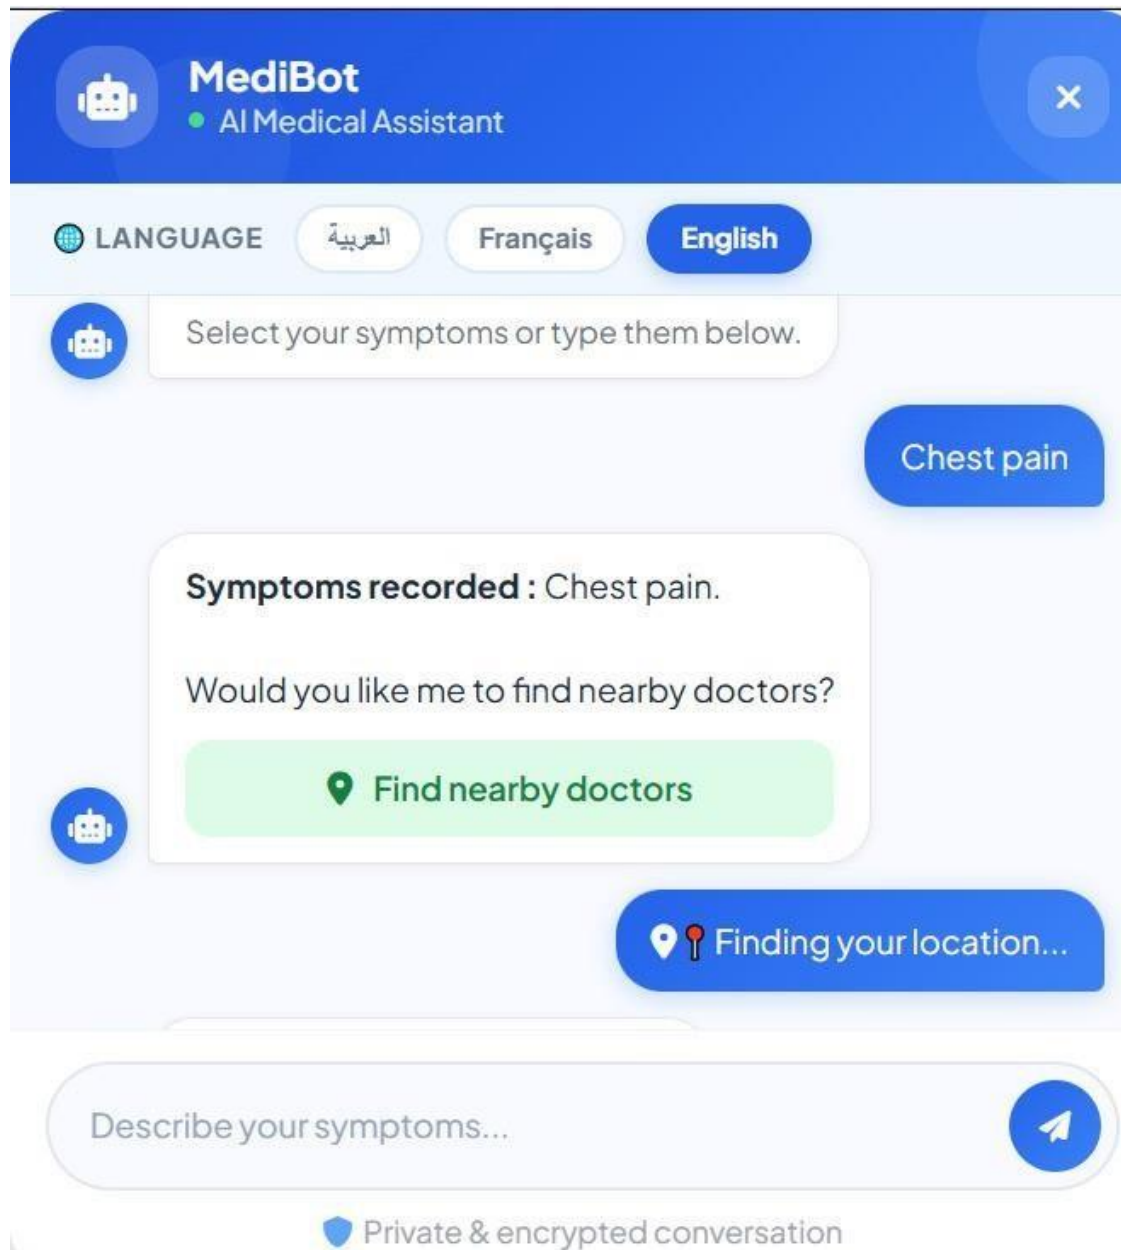 MediBot
AI Medical Assistant
LANGUAGE العربية Français English
Select your symptoms or type them below.
Chest pain
Symptoms recorded : Chest pain.
Would you like me to find nearby doctors?
Find nearby doctors
Finding your location...
Describe your symptoms...
Private & encrypted conversation